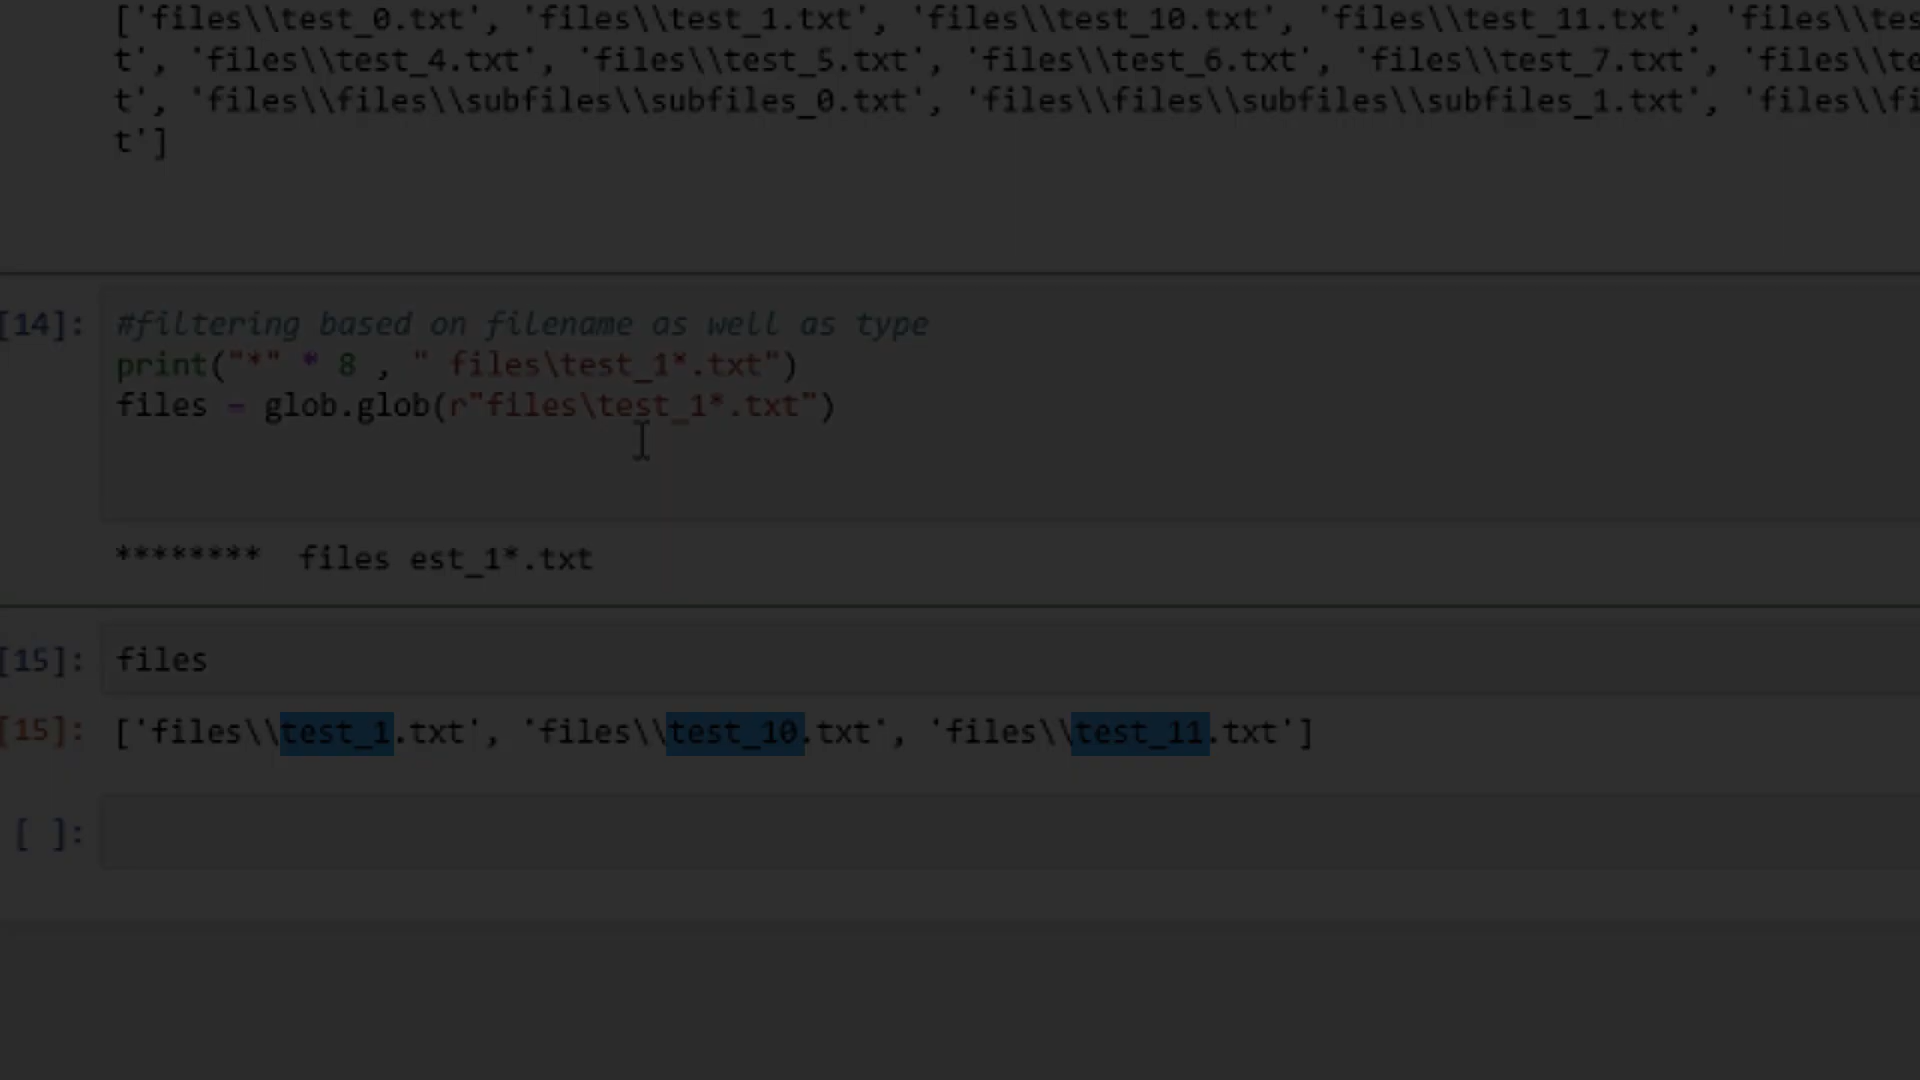 ['files\\test_0.txt', 'files\\test_1.txt', 'files\\test_10.txt', 'files\\test_11.txt', 'files\\tes
t', 'files\\test_4.txt', 'files\\test_5.txt', 'files\\test_6.txt', 'files\\test_7.txt', 'files\\te
t', 'files\\files\\subfiles\\subfiles_0.txt', 'files\\files\\subfiles\\subfiles_1.txt', 'files\\fi
t']
[14]: #filtering based on filename as well as type
print("*" * 8 , " files\test_1*.txt")
files = glob.glob(r"files\test_1*.txt")
********  files	est_1*.txt
[15]: files
[15]: ['files\\test_1.txt', 'files\\test_10.txt', 'files\\test_11.txt']
[ ]: